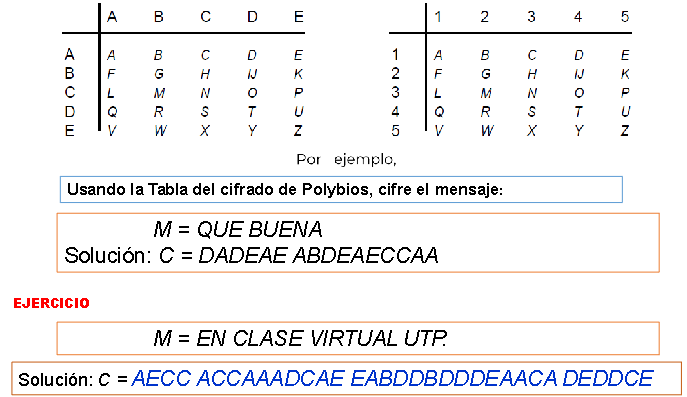 A B C D E
A A B C D E
B F G H IJ K
C L M N O P
D Q R S T U
E V W X Y Z
1 2 3 4 5
1 A B C D E
2 F G H IJ K
3 L M N O P
4 Q R S T U
5 V W X Y Z
Por ejemplo,
Usando la Tabla del cifrado de Polybios, cifre el mensaje:
M = QUE BUENA
Solución: C = DADEAE ABDEAECCAA
EJERCICIO
M = EN CLASE VIRTUAL UTP.
Solución: C = AECC ACCAAADCAE EABDDBDDDEAACA DEDDCE